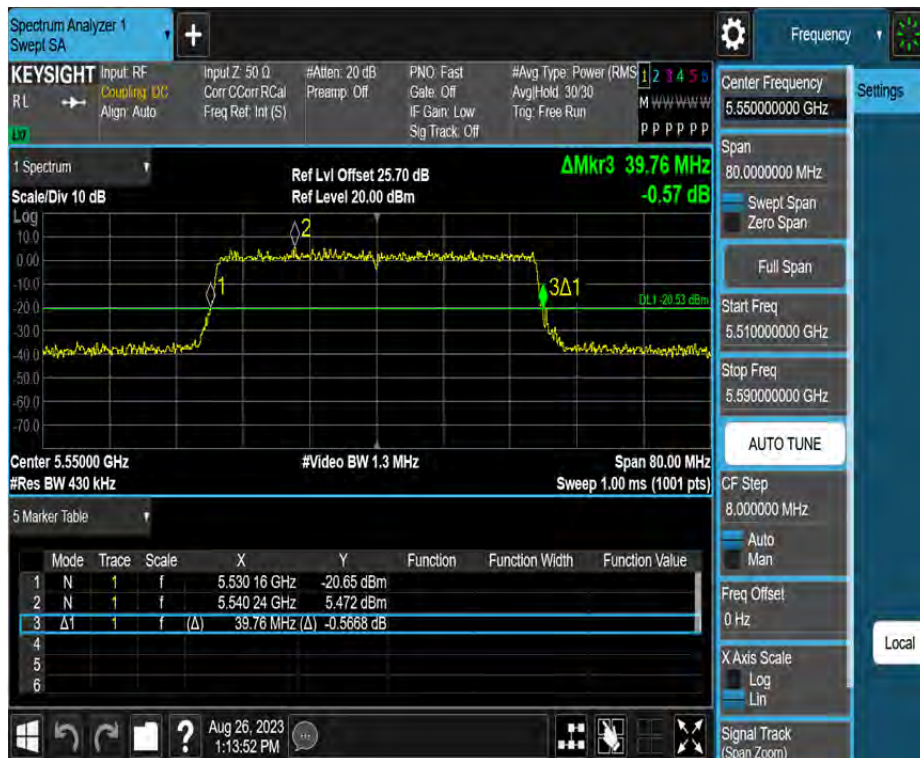 Spectrum Analyzer 1
Swept SA
+
Frequency
KEYSIGHT
RL
LXI
Input: RF
Coupling: DC
Align: Auto
Input Z: 50 Ω
Corr CCorr RCal
Freq Ref: Int (S)
#Atten: 20 dB
Preamp: Off
PNO: Fast
Gate: Off
IF Gain: Low
Sig Track: Off
#Avg Type: Power (RMS
Avg|Hold: 30/30
Trig: Free Run
1 2 3 4 5 6
M W W W W W
P P P P P P
1 Spectrum
Scale/Div 10 dB
Ref Lvl Offset 25.70 dB
Ref Level 20.00 dBm
ΔMkr3 39.76 MHz
-0.57 dB
Log
10.0
0.00
-10.0
-20.0
-30.0
-40.0
-50.0
-60.0
-70.0
2
1
3Δ1
DL1 -20.53 dBm
Center 5.55000 GHz
#Video BW 1.3 MHz
Span 80.00 MHz
#Res BW 430 kHz
Sweep 1.00 ms (1001 pts)
5 Marker Table
Mode Trace Scale X Y Function Function Width Function Value
1 N 1 f 5.530 16 GHz -20.65 dBm
2 N 1 f 5.540 24 GHz 5.472 dBm
3 Δ1 1 f (Δ) 39.76 MHz (Δ) -0.5668 dB
4
5
6
?
Aug 26, 2023
1:13:52 PM
Center Frequency
5.550000000 GHz
Span
80.0000000 MHz
Swept Span
Zero Span
Full Span
Start Freq
5.510000000 GHz
Stop Freq
5.590000000 GHz
AUTO TUNE
CF Step
8.000000 MHz
Auto
Man
Freq Offset
0 Hz
X Axis Scale
Log
Lin
Signal Track
(Span Zoom)
Settings
Local